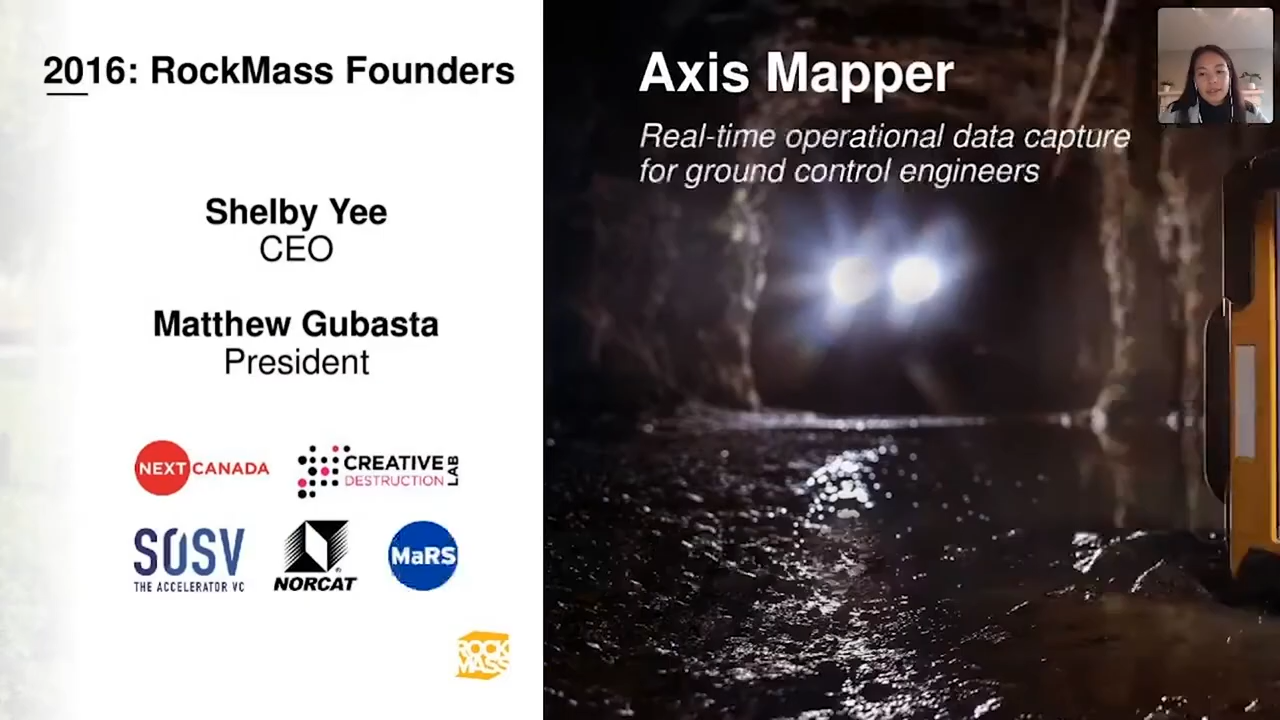 2016: RockMass Founders
Shelby Yee
CEO
Matthew Gubasta
President
NEXT CANADA
CREATIVE
DESTRUCTION
LAB
SOSV
THE ACCELERATOR VC
NORCAT
MaRS
ROCK
MASS
Axis Mapper
Real-time operational data capture
for ground control engineers